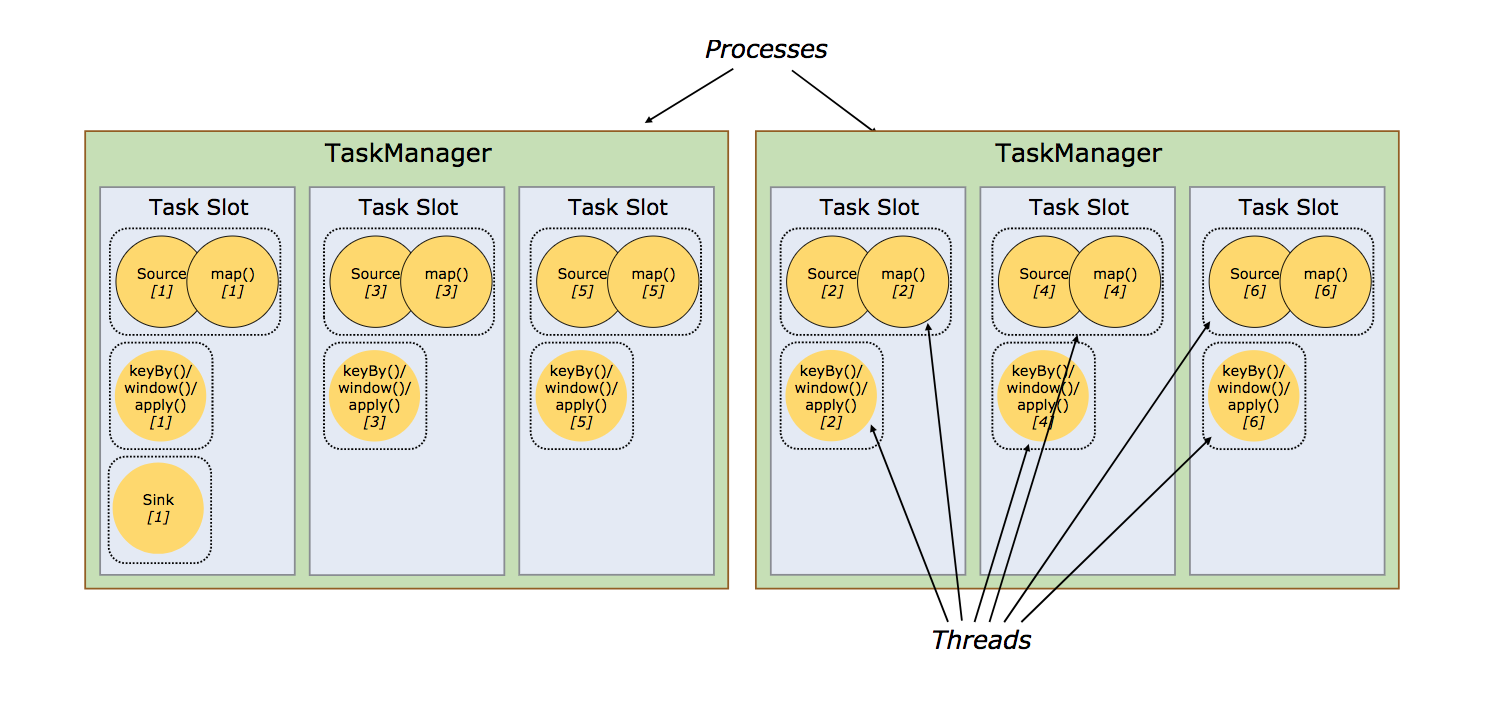 Processes
TaskManager
Task Slot
Source
[1]
map()
[1]
keyBy()/
window()/
apply()
[1]
Sink
[1]
Task Slot
Source
[3]
map()
[3]
keyBy()/
window()/
apply()
[3]
Task Slot
Source
[5]
map()
[5]
keyBy()/
window()/
apply()
[5]
TaskManager
Task Slot
Source
[2]
map()
[2]
keyBy()/
window()/
apply()
[2]
Task Slot
Source
[4]
map()
[4]
keyBy()/
window()/
apply()
[4]
Task Slot
Source
[6]
map()
[6]
keyBy()/
window()/
apply()
[6]
Threads